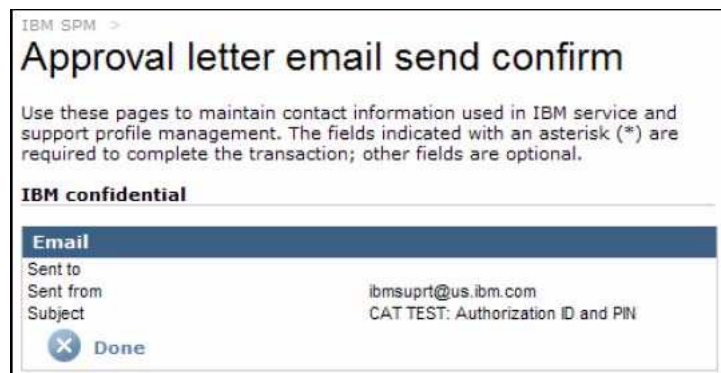 IBM SPM >
Approval letter email send confirm
Use these pages to maintain contact information used in IBM service and
support profile management. The fields indicated with an asterisk (*) are
required to complete the transaction; other fields are optional.
IBM confidential
Email
Sent to
Sent from ibmsuprt@us.ibm.com
Subject CAT TEST: Authorization ID and PIN
Done